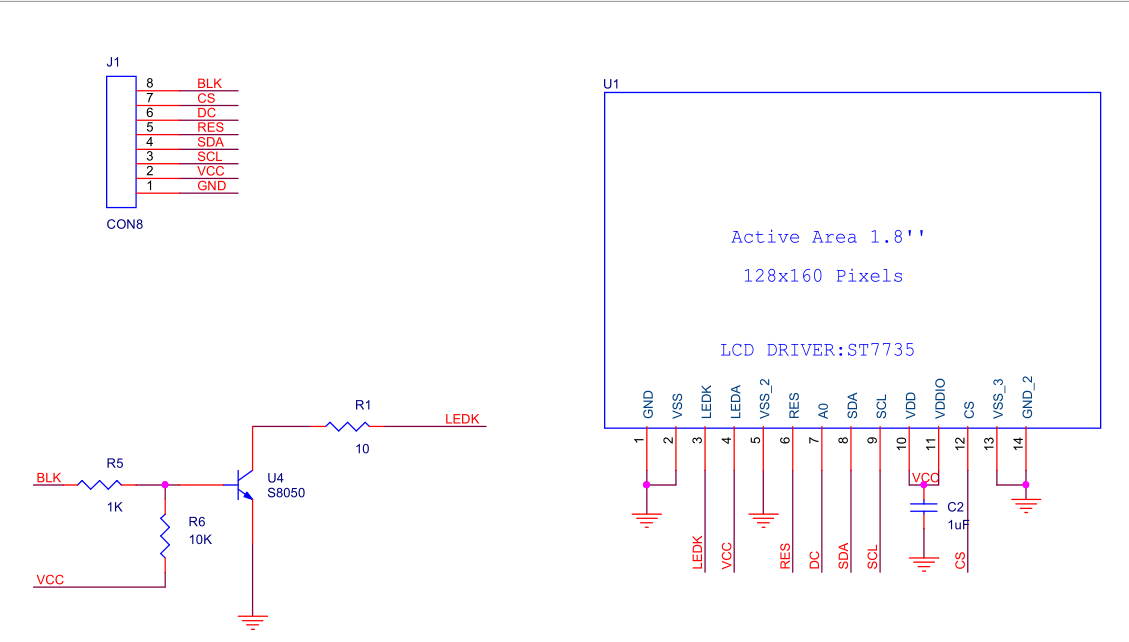 J1
8 BLK
7 CS
6 DC
5 RES
4 SDA
3 SCL
2 VCC
1 GND
CON8
U1
Active Area 1.8''
128x160 Pixels
LCD DRIVER:ST7735
GND
VSS
LEDK
LEDA
VSS_2
RES
A0
SDA
SCL
VDD
VDDIO
CS
VSS_3
GND_2
1
2
3
4
5
6
7
8
9
10
11
12
13
14
VCC
C2
1uF
LEDK
VCC
RES
DC
SDA
SCL
CS
R1
LEDK
10
BLK
R5
1K
U4
S8050
R6
10K
VCC